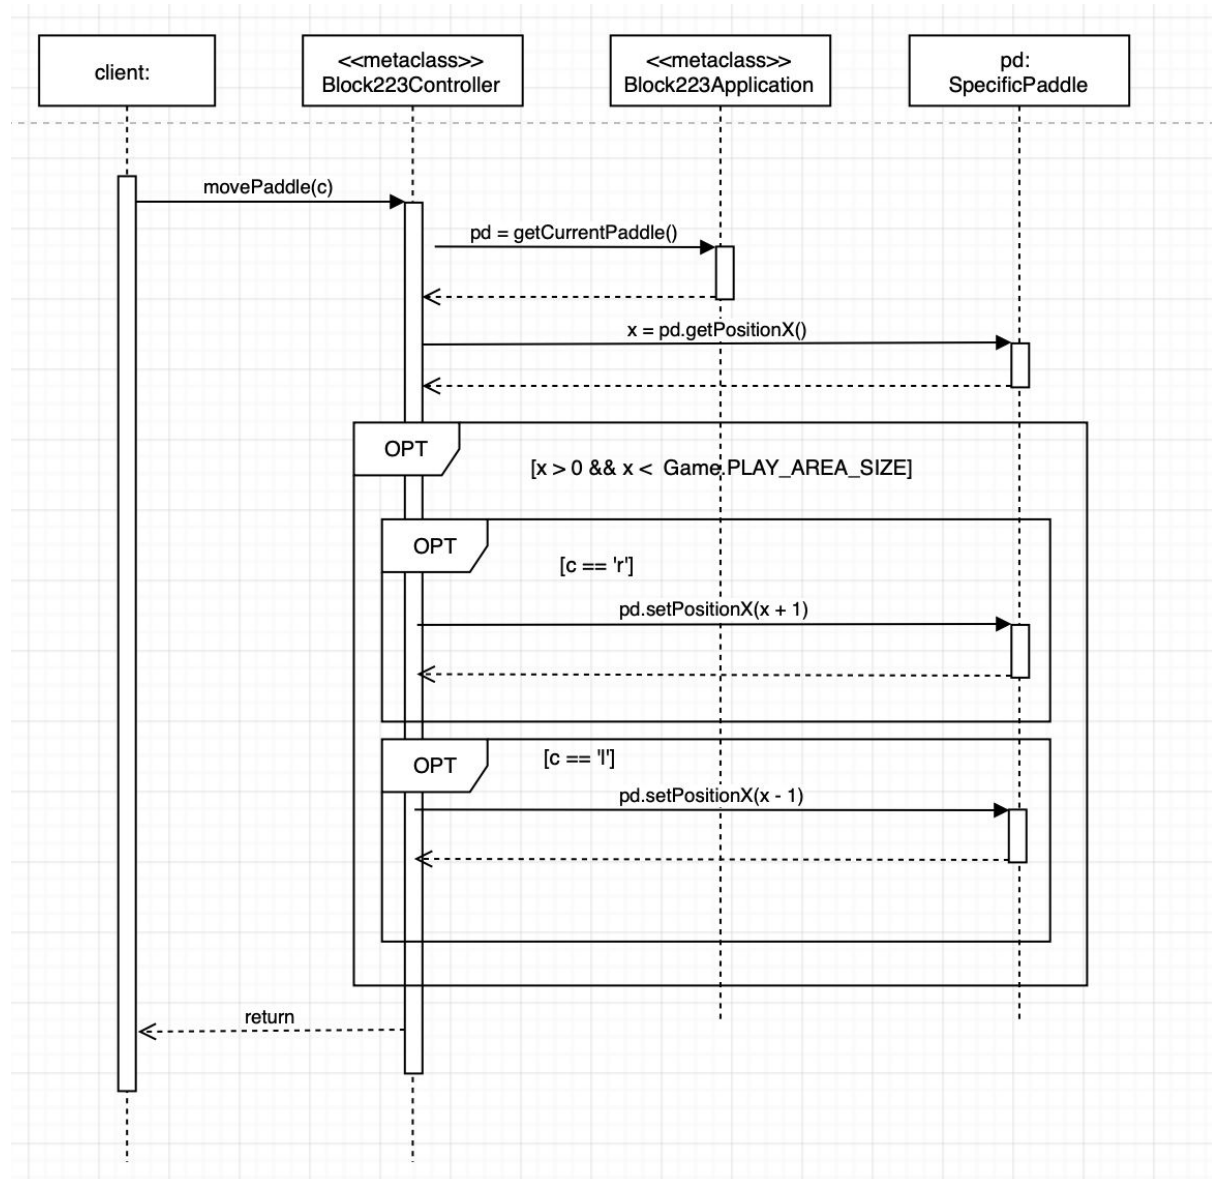 client:
<<metaclass>>
Block223Controller
<<metaclass>>
Block223Application
pd:
SpecificPaddle
movePaddle(c)
pd = getCurrentPaddle()
x = pd.getPositionX()
OPT
[x > 0 && x <  Game.PLAY_AREA_SIZE]
OPT
[c == 'r']
pd.setPositionX(x + 1)
OPT
[c == 'l']
pd.setPositionX(x - 1)
return